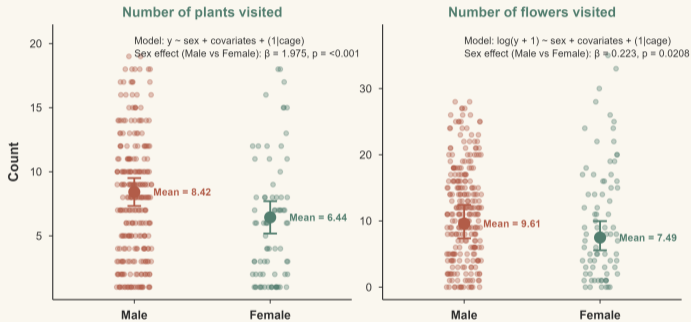 Number of plants visited
Model: y ~ sex + covariates + (1|cage)
Sex effect (Male vs Female): β = 1.975, p = <0.001
Count
20
15
10
5
Mean = 8.42
Mean = 6.44
Male
Female
Number of flowers visited
Model: log(y + 1) ~ sex + covariates + (1|cage)
Sex effect (Male vs Female): β = 0.223, p = 0.0208
30
20
10
0
Mean = 9.61
Mean = 7.49
Male
Female